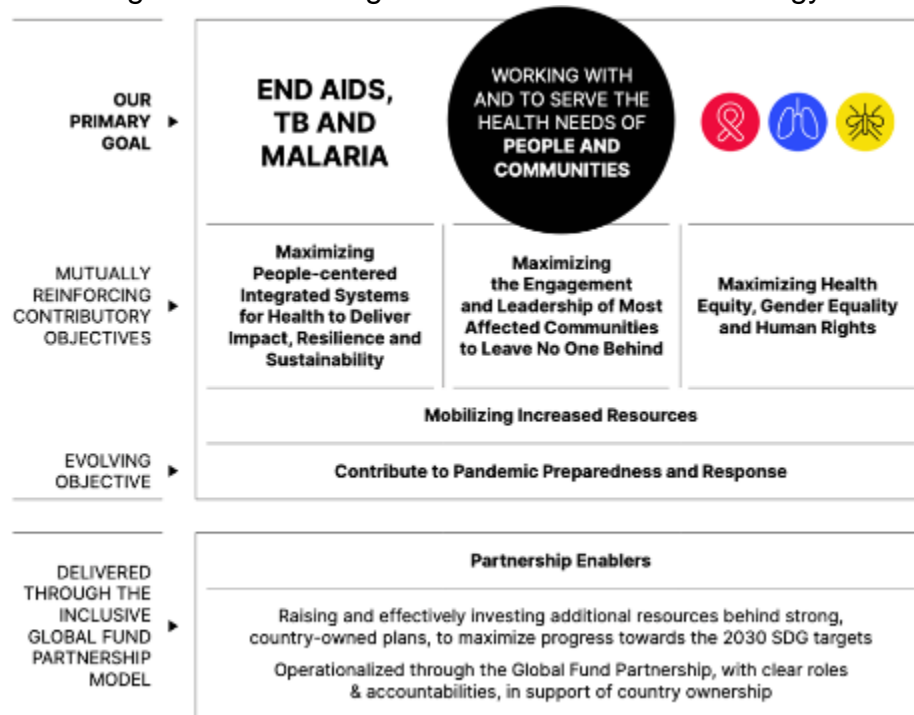 OUR
PRIMARY
GOAL
END AIDS,
TB AND
MALARIA
WORKING WITH
AND TO SERVE THE
HEALTH NEEDS OF
PEOPLE AND
COMMUNITIES
MUTUALLY
REINFORCING
CONTRIBUTORY
OBJECTIVES
Maximizing
People-centered
Integrated Systems
for Health to Deliver
Impact, Resilience and
Sustainability
Maximizing
the Engagement
and Leadership of Most
Affected Communities
to Leave No One Behind
Maximizing Health
Equity, Gender Equality
and Human Rights
Mobilizing Increased Resources
EVOLVING
OBJECTIVE
Contribute to Pandemic Preparedness and Response
DELIVERED
THROUGH THE
INCLUSIVE
GLOBAL FUND
PARTNERSHIP
MODEL
Partnership Enablers
Raising and effectively investing additional resources behind strong,
country-owned plans, to maximize progress towards the 2030 SDG targets
Operationalized through the Global Fund Partnership, with clear roles
& accountabilities, in support of country ownership